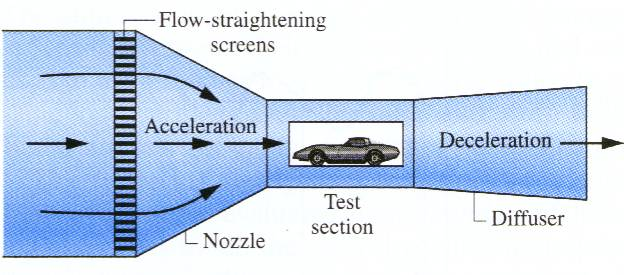 Flow-straightening
screens
Acceleration
Deceleration
Test
section
Nozzle
Diffuser